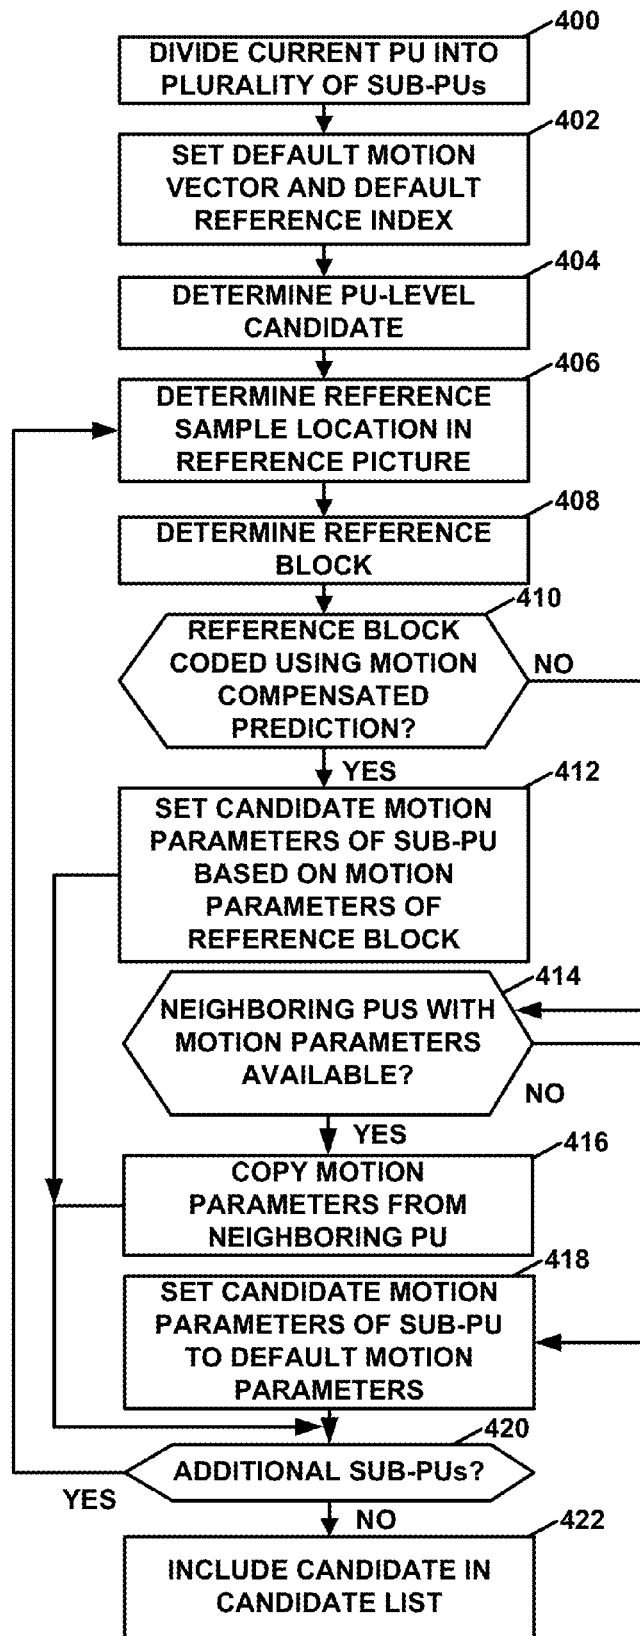 400
DIVIDE CURRENT PU INTO
PLURALITY OF SUB-PUs
402
SET DEFAULT MOTION
VECTOR AND DEFAULT
REFERENCE INDEX
404
DETERMINE PU-LEVEL
CANDIDATE
406
DETERMINE REFERENCE
SAMPLE LOCATION IN
REFERENCE PICTURE
408
DETERMINE REFERENCE
BLOCK
410
REFERENCE BLOCK
CODED USING MOTION
COMPENSATED
PREDICTION?
NO
YES
412
SET CANDIDATE MOTION
PARAMETERS OF SUB-PU
BASED ON MOTION
PARAMETERS OF
REFERENCE BLOCK
414
NEIGHBORING PUS WITH
MOTION PARAMETERS
AVAILABLE?
NO
YES
416
COPY MOTION
PARAMETERS FROM
NEIGHBORING PU
418
SET CANDIDATE MOTION
PARAMETERS OF SUB-PU
TO DEFAULT MOTION
PARAMETERS
420
ADDITIONAL SUB-PUs?
YES
NO
422
INCLUDE CANDIDATE IN
CANDIDATE LIST